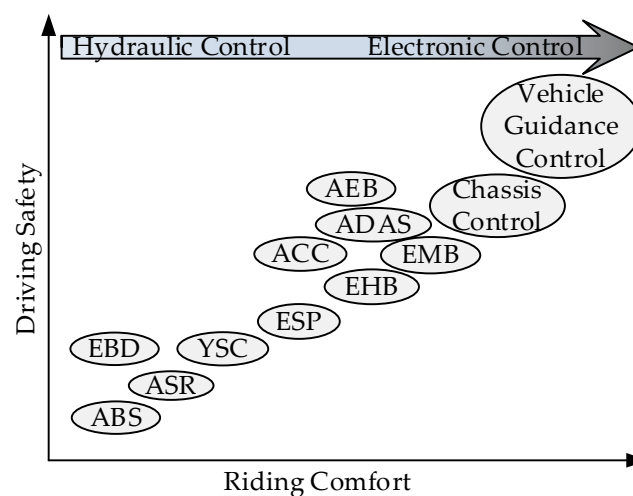 Hydraulic Control
Electronic Control
Vehicle
Guidance
Control
AEB
Chassis
Control
ADAS
ACC
EMB
EHB
ESP
EBD
YSC
ASR
ABS
Driving Safety
Riding Comfort